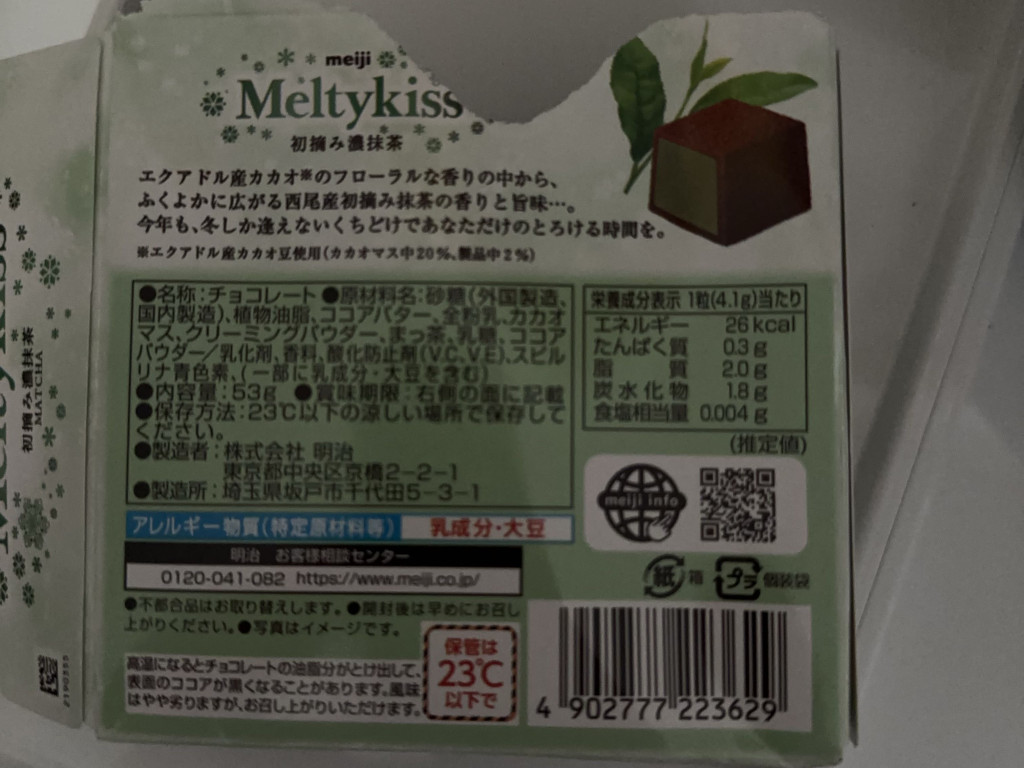 meiji
Meltykiss
初摘み濃抹茶
エクアドル産カカオ※のフローラルな香りの中から、
ふくよかに広がる西尾産初摘み抹茶の香りと旨味…。
今年も、冬しか逢えないくちどけであなただけのとろける時間を。
※エクアドル産カカオ豆使用(カカオマス中20%、製品中2%)
●名称:チョコレート ●原材料名:砂糖(外国製造、
国内製造)、植物油脂、ココアバター、全粉乳、カカオ
マス、クリーミングパウダー、まっ茶、乳糖、ココア
パウダー/乳化剤、香料、酸化防止剤(V.C、V.E)、スピル
リナ青色素、(一部に乳成分・大豆を含む)
●内容量:53g ●賞味期限:右側の面に記載
●保存方法:23℃以下の涼しい場所で保存して
ください。
●製造者:株式会社 明治
東京都中央区京橋2-2-1
●製造所:埼玉県坂戸市千代田5-3-1
栄養成分表示 1粒(4.1g)当たり
エネルギー 26kcal
たんぱく質 0.3g
脂質 2.0g
炭水化物 1.8g
食塩相当量 0.004g
(推定値)
meiji info
アレルギー物質(特定原材料等) 乳成分・大豆
明治 お客様相談センター
0120-041-082 https://www.meiji.co.jp/
紙 箱 プラ 個装袋
●不都合品はお取り替えします。●開封後は早めにお召し
上がりください。●写真はイメージです。
高温になるとチョコレートの油脂分がとけ出して、
表面のココアが黒くなることがあります。風味
はやや劣りますが、お召し上がりいただけます。
保管は
23℃
以下で
4 902777 223629
Meltykiss
初摘み濃抹茶
MATCHA